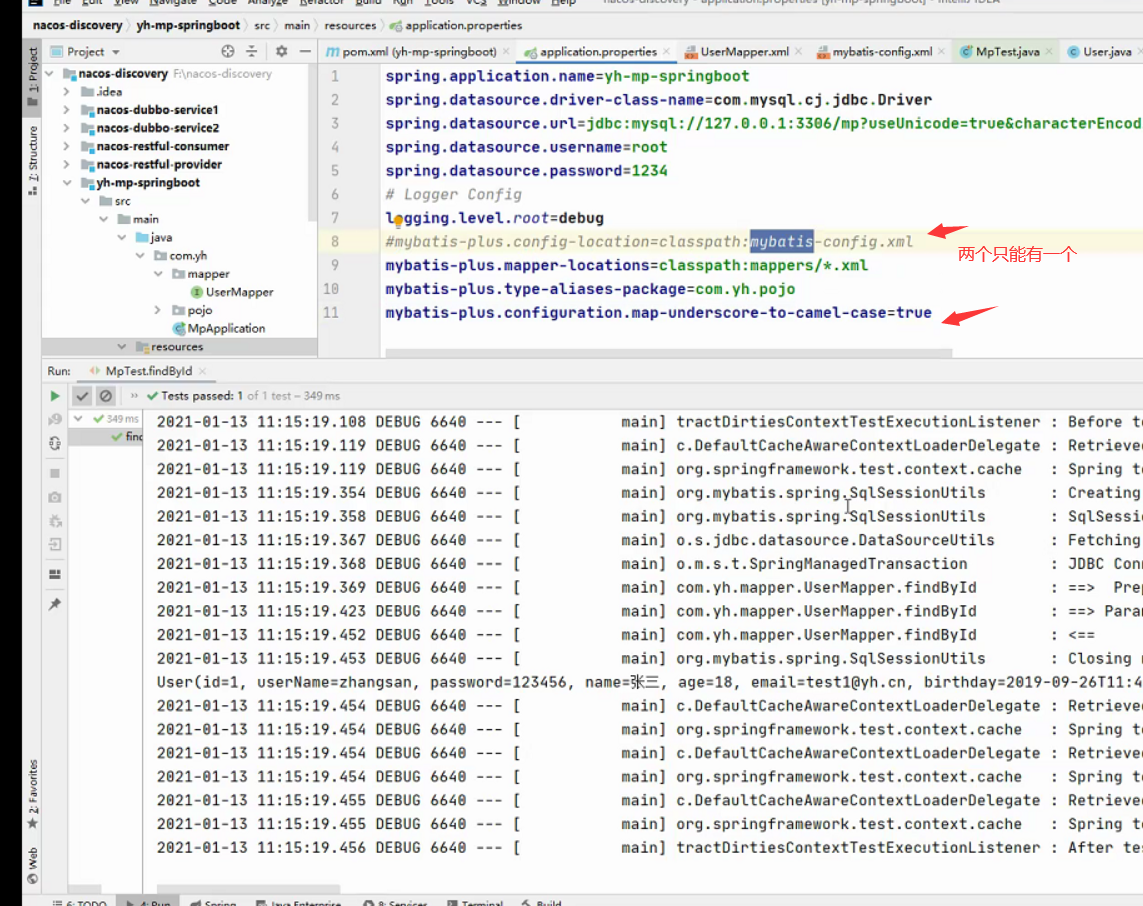 File Edit View Navigate Code Analyze Refactor Build Run Tools VCS Window Help nacos-discovery - application.properties [yh-mp-springboot] - IntelliJ IDEA
nacos-discovery yh-mp-springboot src main resources application.properties
Project
pom.xml (yh-mp-springboot) application.properties UserMapper.xml mybatis-config.xml MpTest.java User.java
1: Project
7: Structure
2: Favorites
Web
nacos-discovery F:\nacos-discovery
.idea
nacos-dubbo-service1
nacos-dubbo-service2
nacos-restful-consumer
nacos-restful-provider
yh-mp-springboot
src
main
java
com.yh
mapper
UserMapper
pojo
MpApplication
resources
1 spring.application.name=yh-mp-springboot
2 spring.datasource.driver-class-name=com.mysql.cj.jdbc.Driver
3 spring.datasource.url=jdbc:mysql://127.0.0.1:3306/mp?useUnicode=true&characterEncod
4 spring.datasource.username=root
5 spring.datasource.password=1234
6 # Logger Config
7 logging.level.root=debug
8 #mybatis-plus.config-location=classpath:mybatis-config.xml
两个只能有一个
9 mybatis-plus.mapper-locations=classpath:mappers/*.xml
10 mybatis-plus.type-aliases-package=com.yh.pojo
11 mybatis-plus.configuration.map-underscore-to-camel-case=true
Run: MpTest.findById
Tests passed: 1 of 1 test – 349 ms
349 ms
find
2021-01-13 11:15:19.108 DEBUG 6640 --- [ main] tractDirtiesContextTestExecutionListener : Before te
2021-01-13 11:15:19.119 DEBUG 6640 --- [ main] c.DefaultCacheAwareContextLoaderDelegate : Retrieved
2021-01-13 11:15:19.119 DEBUG 6640 --- [ main] org.springframework.test.context.cache : Spring te
2021-01-13 11:15:19.354 DEBUG 6640 --- [ main] org.mybatis.spring.SqlSessionUtils : Creating
2021-01-13 11:15:19.358 DEBUG 6640 --- [ main] org.mybatis.spring.SqlSessionUtils : SqlSessio
2021-01-13 11:15:19.367 DEBUG 6640 --- [ main] o.s.jdbc.datasource.DataSourceUtils : Fetching
2021-01-13 11:15:19.368 DEBUG 6640 --- [ main] o.m.s.t.SpringManagedTransaction : JDBC Conn
2021-01-13 11:15:19.369 DEBUG 6640 --- [ main] com.yh.mapper.UserMapper.findById : ==> Prep
2021-01-13 11:15:19.423 DEBUG 6640 --- [ main] com.yh.mapper.UserMapper.findById : ==> Para
2021-01-13 11:15:19.452 DEBUG 6640 --- [ main] com.yh.mapper.UserMapper.findById : <==
2021-01-13 11:15:19.453 DEBUG 6640 --- [ main] org.mybatis.spring.SqlSessionUtils : Closing n
User(id=1, userName=zhangsan, password=123456, name=张三, age=18, email=test1@yh.cn, birthday=2019-09-26T11:4
2021-01-13 11:15:19.454 DEBUG 6640 --- [ main] c.DefaultCacheAwareContextLoaderDelegate : Retrieved
2021-01-13 11:15:19.454 DEBUG 6640 --- [ main] org.springframework.test.context.cache : Spring te
2021-01-13 11:15:19.454 DEBUG 6640 --- [ main] c.DefaultCacheAwareContextLoaderDelegate : Retrieved
2021-01-13 11:15:19.454 DEBUG 6640 --- [ main] org.springframework.test.context.cache : Spring te
2021-01-13 11:15:19.455 DEBUG 6640 --- [ main] c.DefaultCacheAwareContextLoaderDelegate : Retrieved
2021-01-13 11:15:19.455 DEBUG 6640 --- [ main] org.springframework.test.context.cache : Spring te
2021-01-13 11:15:19.456 DEBUG 6640 --- [ main] tractDirtiesContextTestExecutionListener : After tes
6: TODO 4: Run Spring Java Enterprise 8: Services Terminal Build